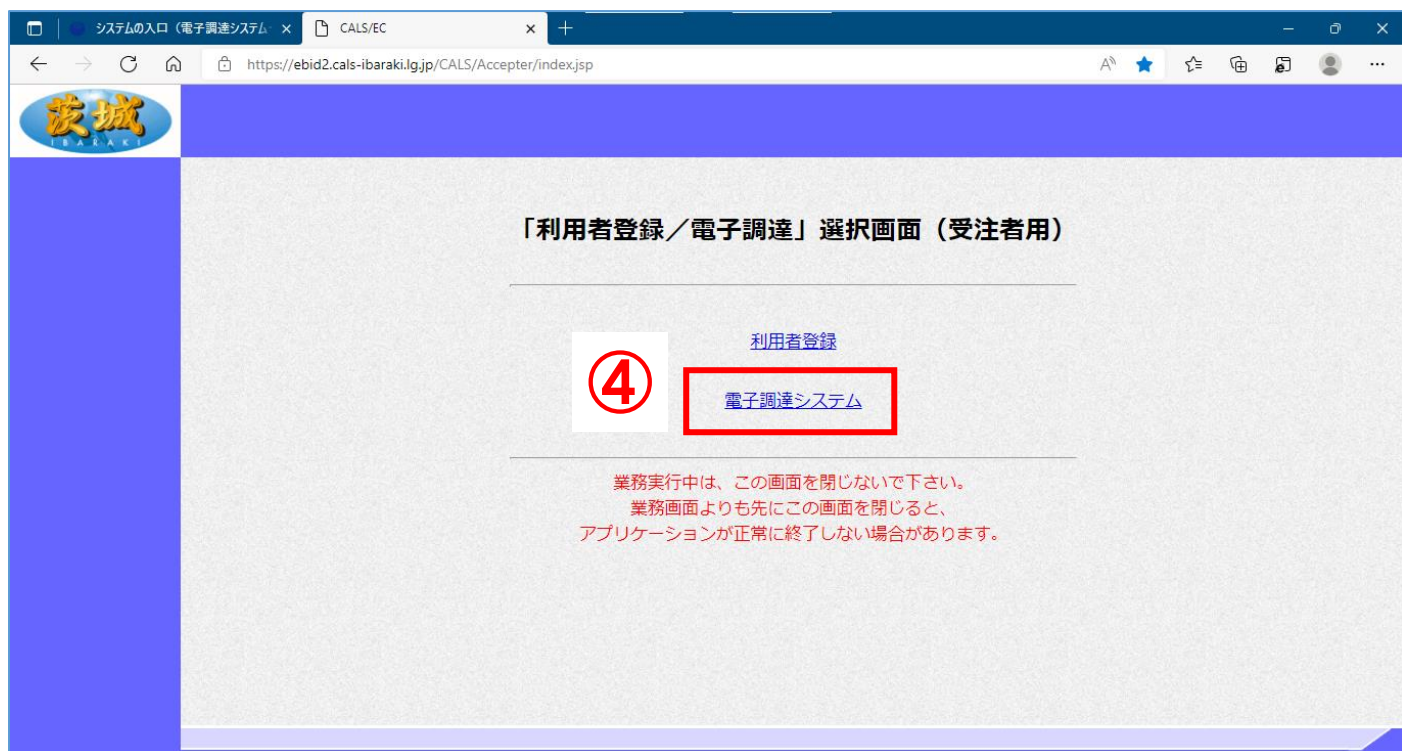 システムの入口（電子調達システム
CALS/EC
https://ebid2.cals-ibaraki.lg.jp/CALS/Accepter/index.jsp
茨城
IBARAKI
「利用者登録／電子調達」選択画面（受注者用）
利用者登録
④
電子調達システム
業務実行中は、この画面を閉じないで下さい。
業務画面よりも先にこの画面を閉じると、
アプリケーションが正常に終了しない場合があります。